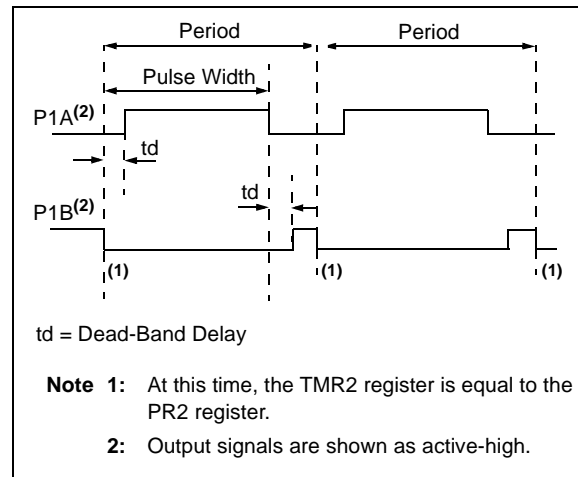 Period Period
Pulse Width
P1A(2)
td
td
P1B(2)
(1) (1) (1)
td = Dead-Band Delay
Note 1: At this time, the TMR2 register is equal to the
PR2 register.
2: Output signals are shown as active-high.